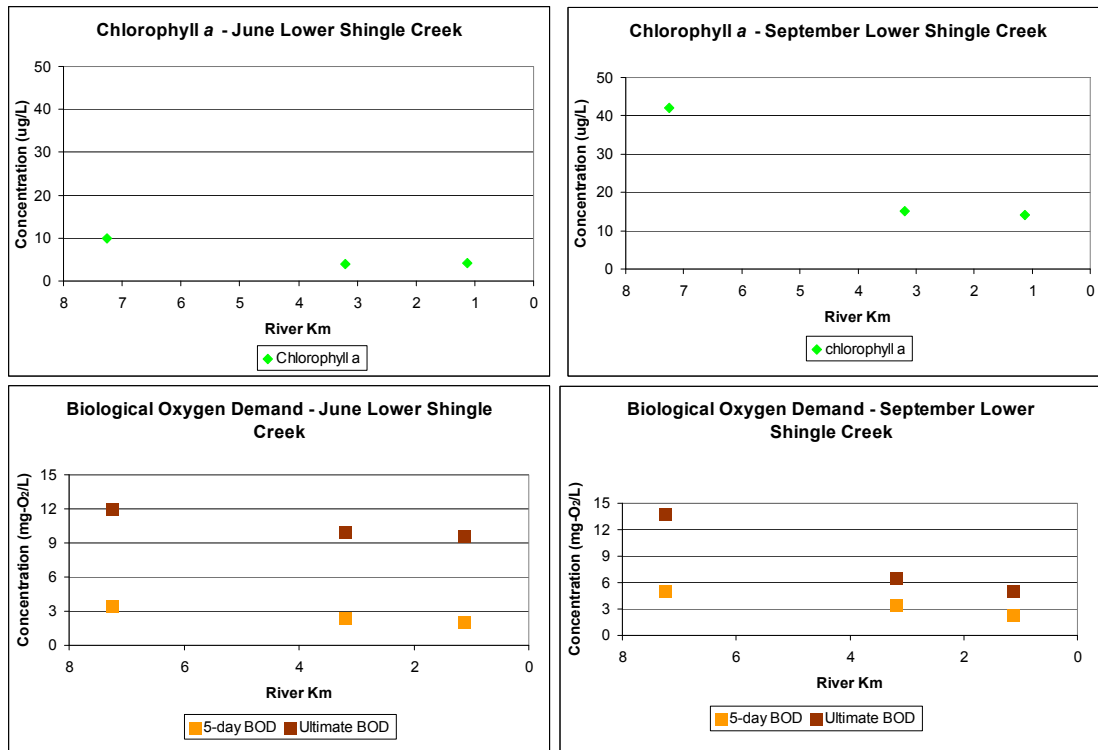 Chlorophyll a - June Lower Shingle Creek
Concentration (ug/L)
50
40
30
20
10
0
8 7 6 5 4 3 2 1 0
River Km
Chlorophyll a
Chlorophyll a - September Lower Shingle Creek
Concentration (ug/L)
50
40
30
20
10
0
8 7 6 5 4 3 2 1 0
River Km
chlorophyll a
Biological Oxygen Demand - June Lower Shingle
Creek
Concentration (mg-O₂/L)
15
12
9
6
3
0
8 6 4 2 0
River Km
5-day BOD Ultimate BOD
Biological Oxygen Demand - September Lower
Shingle Creek
Concentration (mg-O₂/L)
15
12
9
6
3
0
8 6 4 2 0
River Km
5-day BOD Ultimate BOD